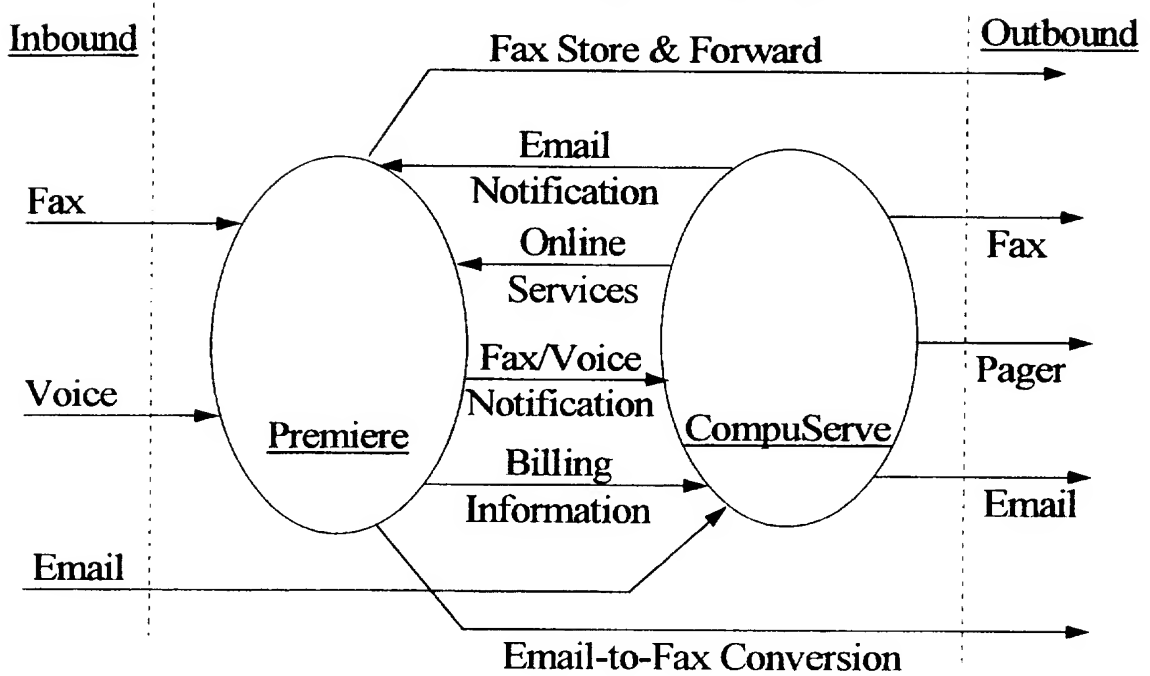 Inbound
Outbound
Fax Store & Forward
Email
Notification
Fax
Fax
Online
Services
Fax/Voice
Notification
Pager
Voice
Premiere
CompuServe
Billing
Information
Email
Email
Email-to-Fax Conversion